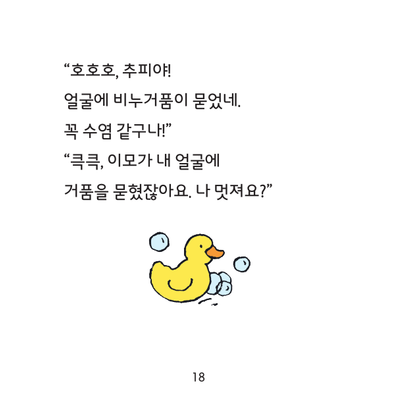 “호호호, 추피야!
얼굴에 비누거품이 묻었네.
꼭 수염 같구나!”
“킄킄, 이모가 내 얼굴에
거품을 묻혔잖아요. 나 멋져요?”
18